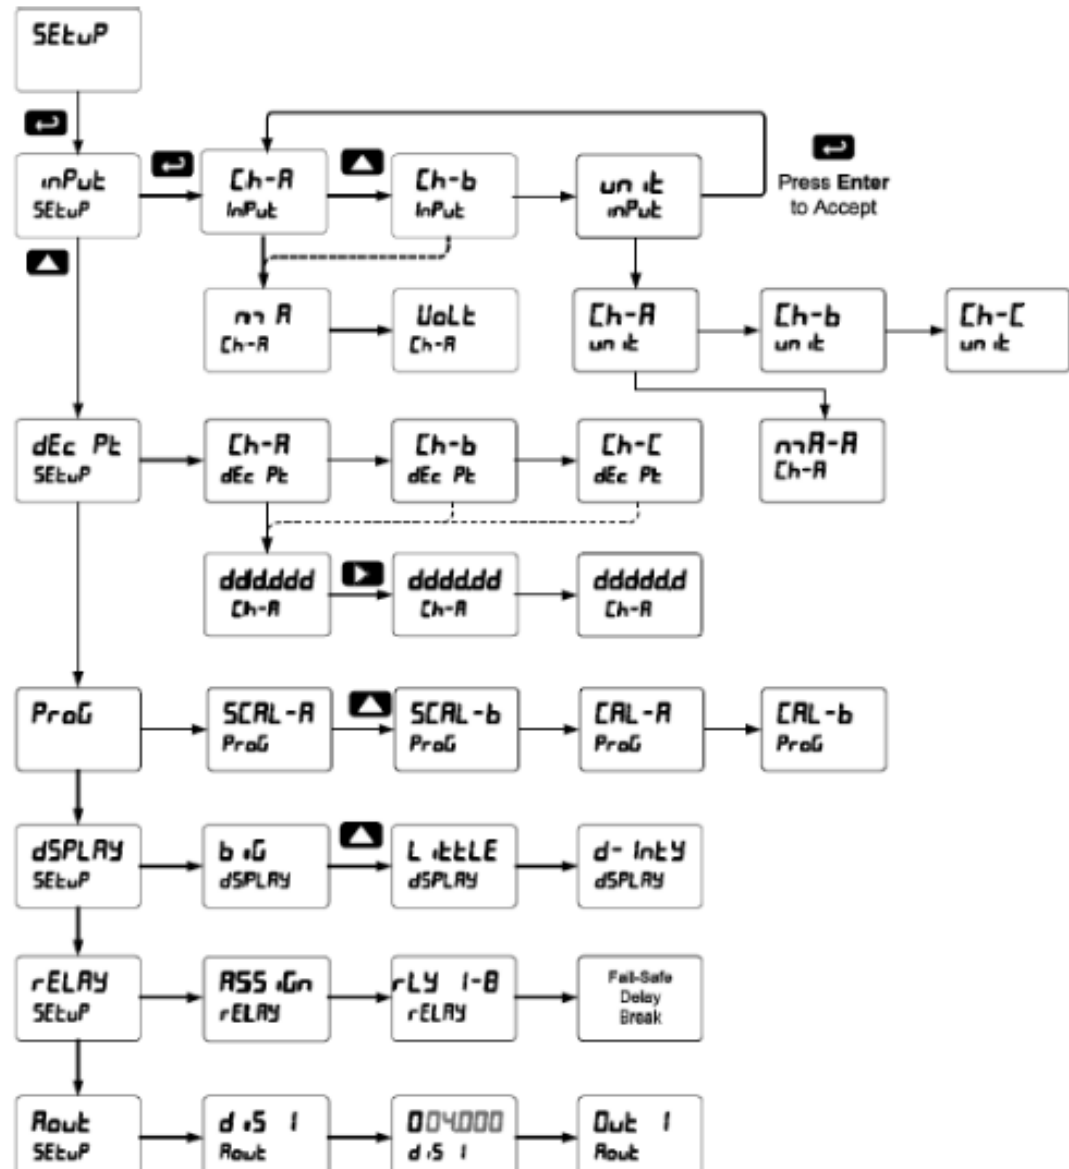 SEtuP
inPut
SEtuP
Ch-A
InPut
Ch-b
InPut
unit
inPut
Press Enter
to Accept
mA
Ch-A
VoLt
Ch-A
Ch-A
unit
Ch-b
unit
Ch-C
unit
dEc Pt
SEtuP
Ch-A
dEc Pt
Ch-b
dEc Pt
Ch-C
dEc Pt
mA-A
Ch-A
ddd.ddd
Ch-A
dddd.dd
Ch-A
ddddd.d
Ch-A
ProG
SCAL-A
ProG
SCAL-b
ProG
CAL-A
ProG
CAL-b
ProG
dSPLAY
SEtuP
biG
dSPLAY
LittLE
dSPLAY
d-IntY
dSPLAY
rELAY
SEtuP
ASSiGn
rELAY
rLY 1-8
rELAY
Fail-Safe
Delay
Break
Aout
SEtuP
diS 1
Aout
004.000
diS 1
Out 1
Aout